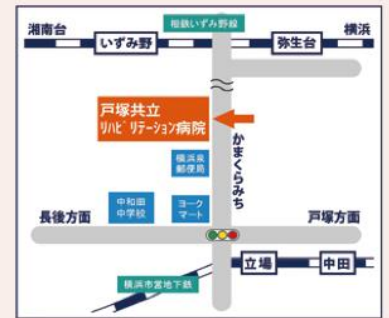 相鉄いずみ野線
湘南台
いずみ野
弥生台
横浜
戸塚共立
リハビリテーション病院
かまくらみち
横浜泉
郵便局
中和田
中学校
ヨーク
マート
長後方面
戸塚方面
立場
中田
横浜市営地下鉄